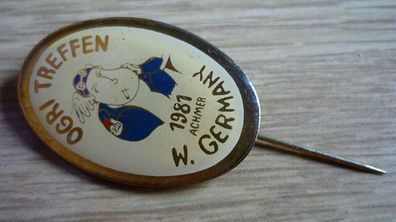 OGRI TREFFEN
1981
ACHMER
W. GERMANY